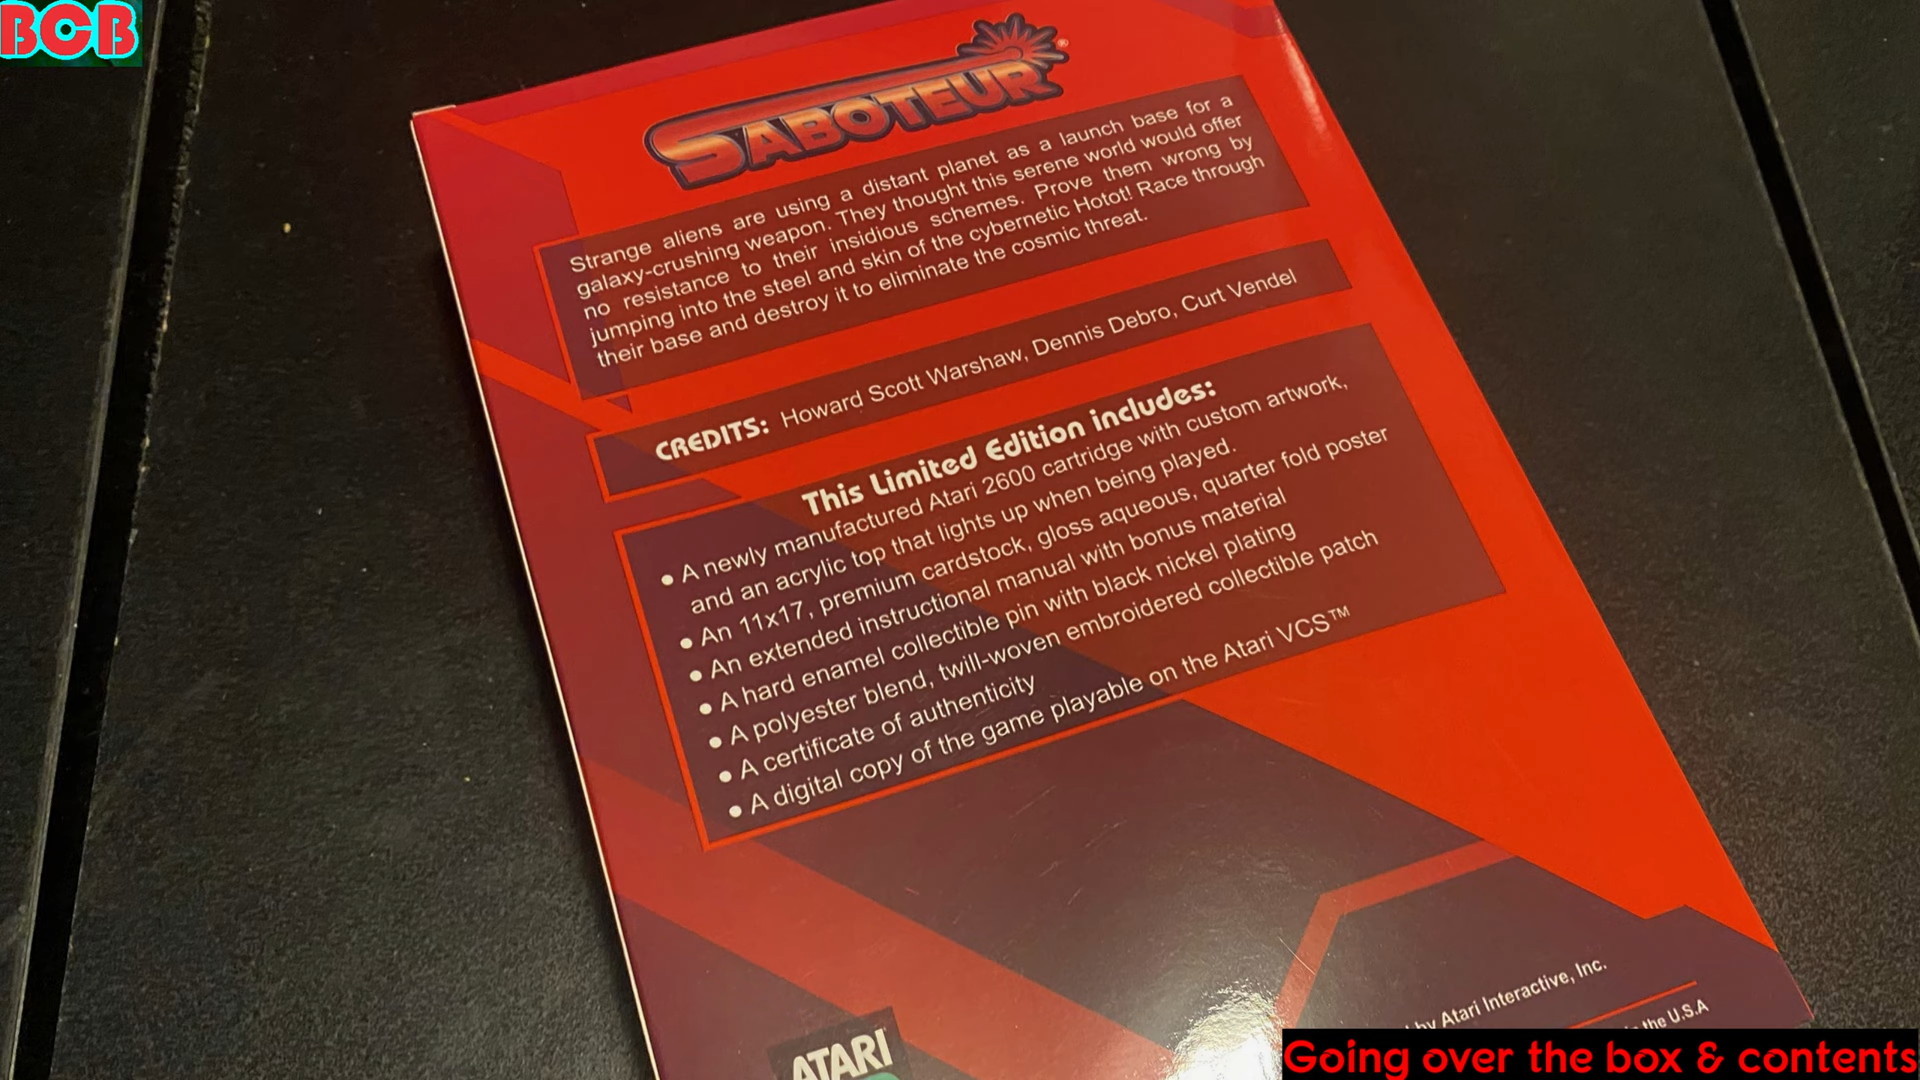 BCB
SABOTEUR®
Strange aliens are using a distant planet as a launch base for a
galaxy-crushing weapon. They thought this serene world would offer
no resistance to their insidious schemes. Prove them wrong by
jumping into the steel and skin of the cybernetic Hotot! Race through
their base and destroy it to eliminate the cosmic threat.
CREDITS: Howard Scott Warshaw, Dennis Debro, Curt Vendel
This Limited Edition includes:
● A newly manufactured Atari 2600 cartridge with custom artwork,
and an acrylic top that lights up when being played.
● An 11x17, premium cardstock, gloss aqueous, quarter fold poster
● An extended instructional manual with bonus material
● A hard enamel collectible pin with black nickel plating
● A polyester blend, twill-woven embroidered collectible patch
● A certificate of authenticity
● A digital copy of the game playable on the Atari VCS™
by Atari Interactive, Inc.
the U.S.A
ATARI
Going over the box & contents